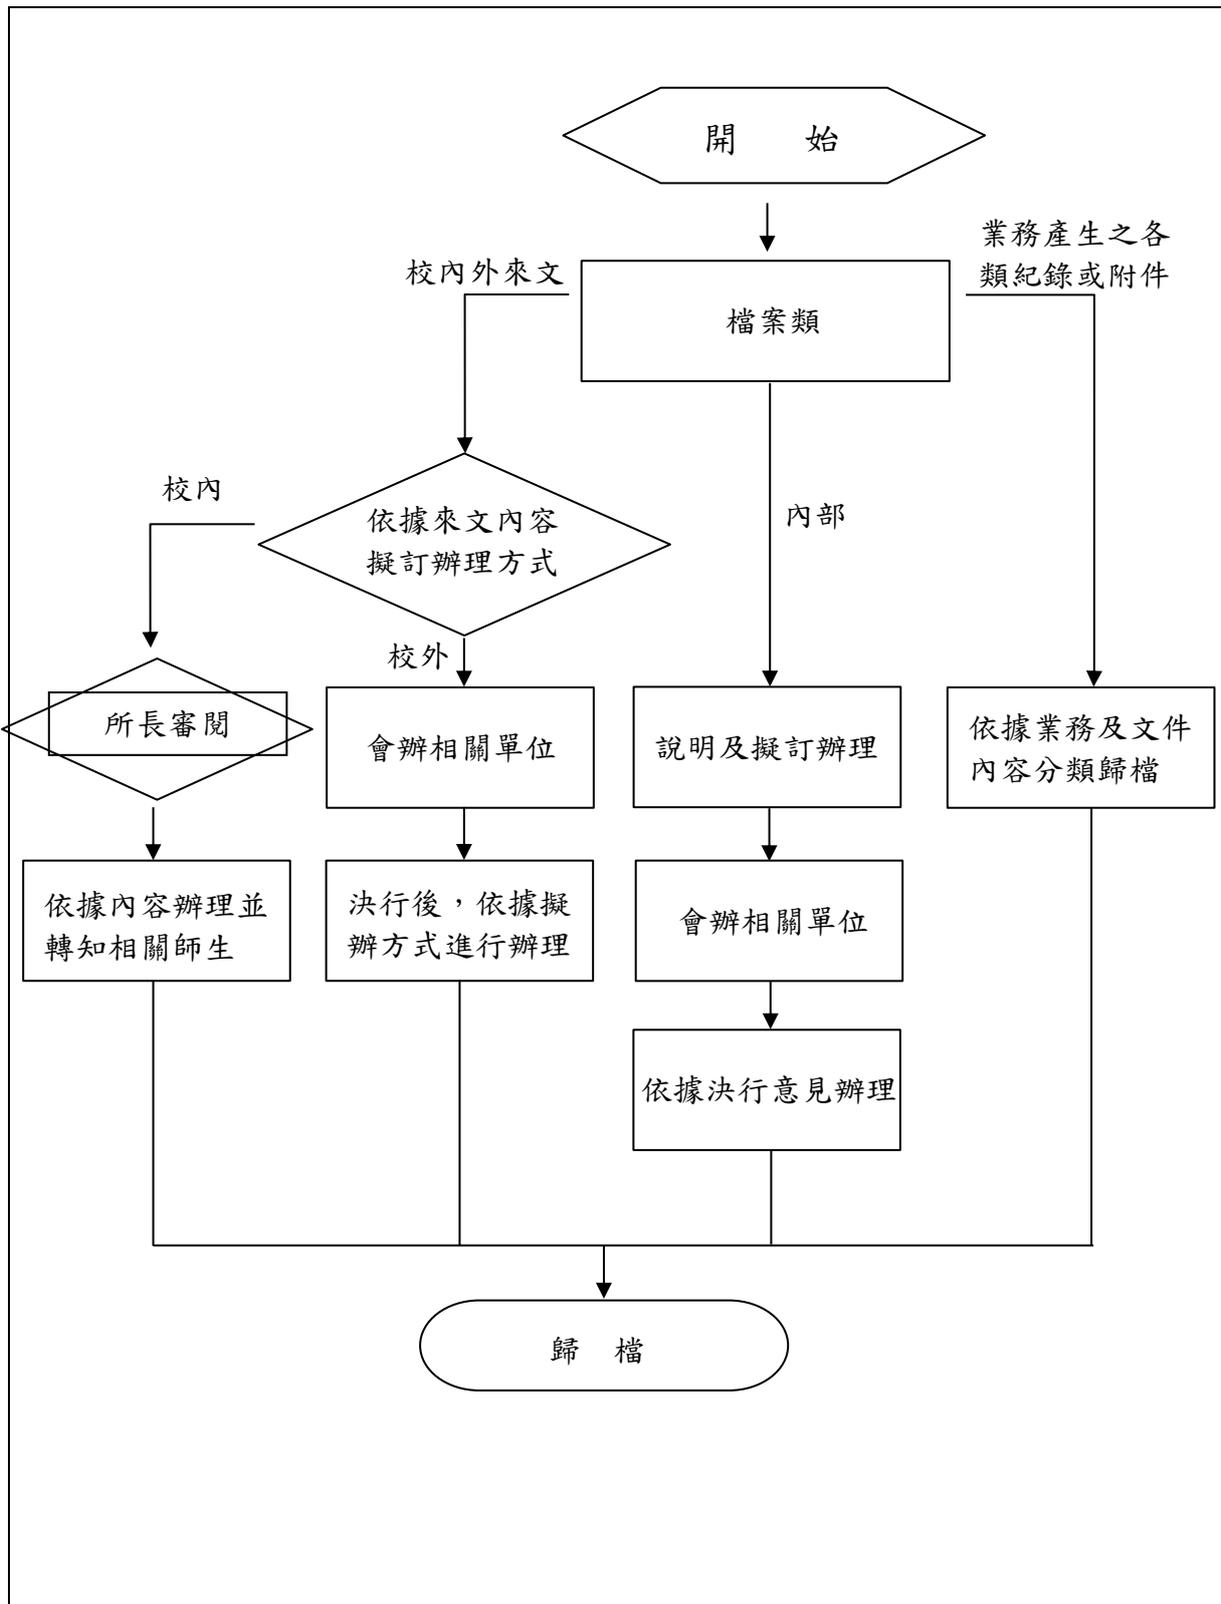 開　始
業務產生之各
類紀錄或附件
校內外來文
檔案類
校內
依據來文內容
擬訂辦理方式
內部
校外
所長審閱
會辦相關單位
說明及擬訂辦理
依據業務及文件
內容分類歸檔
依據內容辦理並
轉知相關師生
決行後，依據擬
辦方式進行辦理
會辦相關單位
依據決行意見辦理
歸　檔